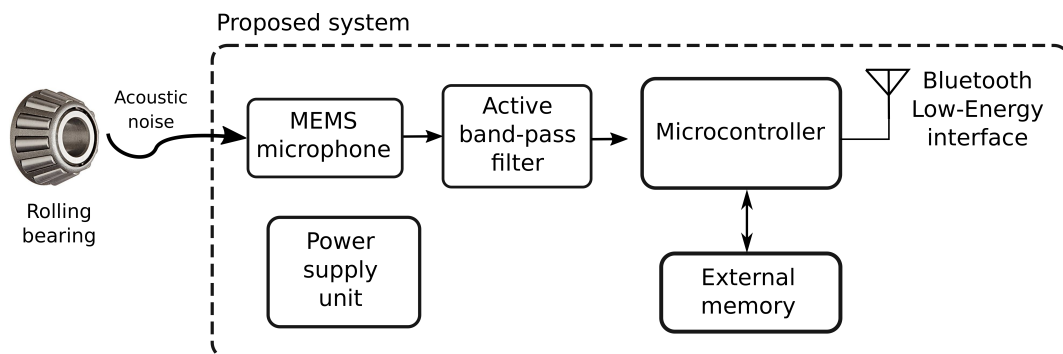 Proposed system
Acoustic
noise
Rolling
bearing
MEMS
microphone
Active
band-pass
filter
Microcontroller
Bluetooth
Low-Energy
interface
Power
supply
unit
External
memory